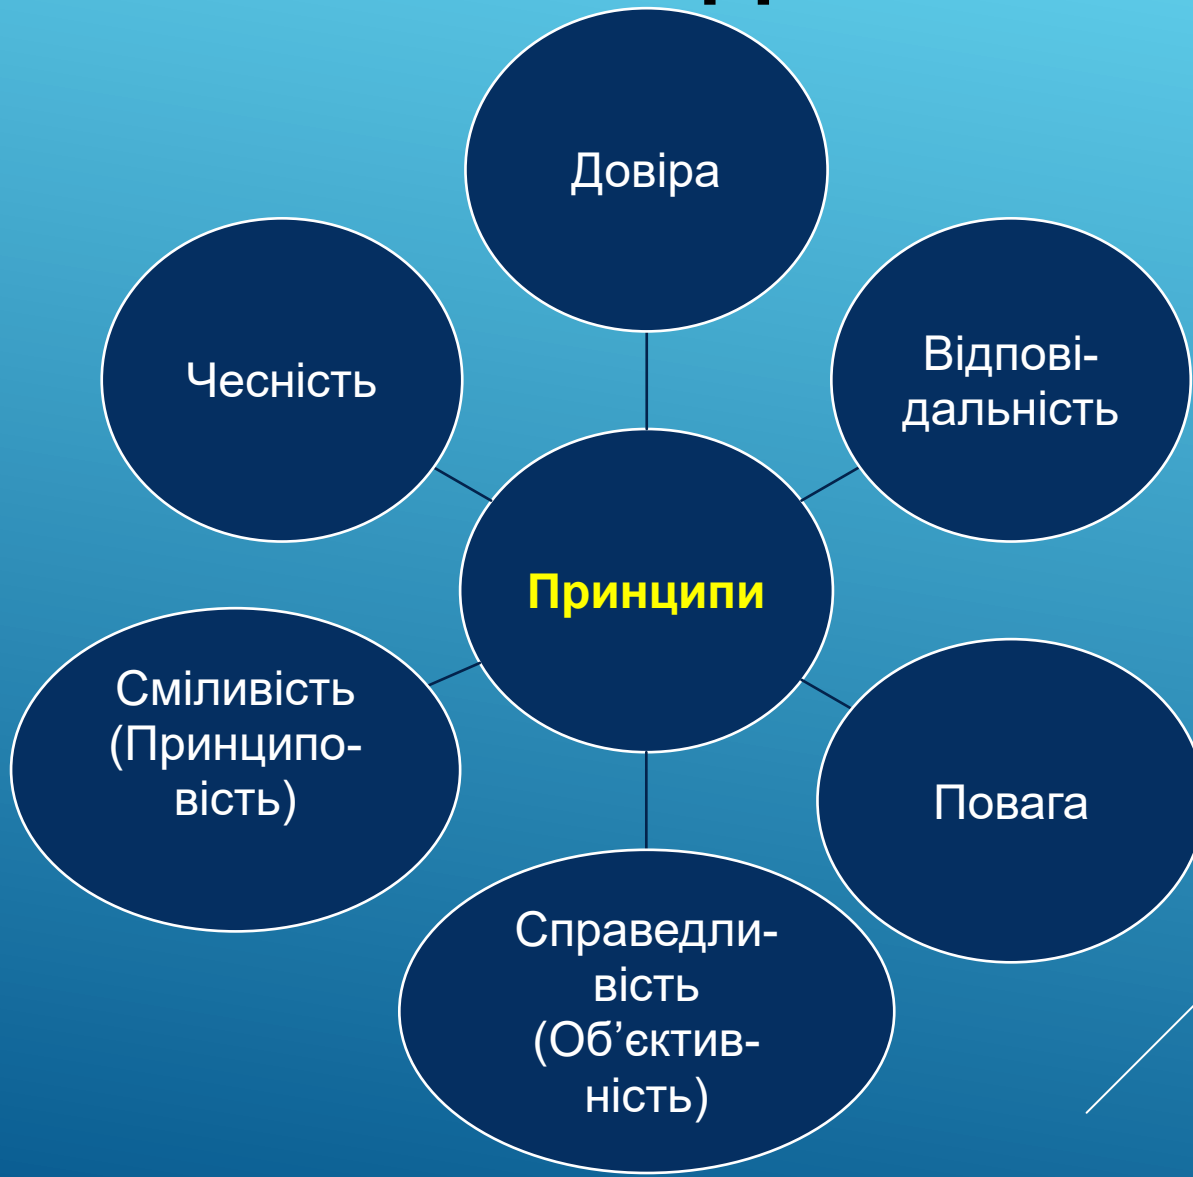 Довіра
Чесність
Відпові-
дальність
Принципи
Сміливість
(Принципо-
вість)
Повага
Справедли-
вість
(Об’єктив-
ність)